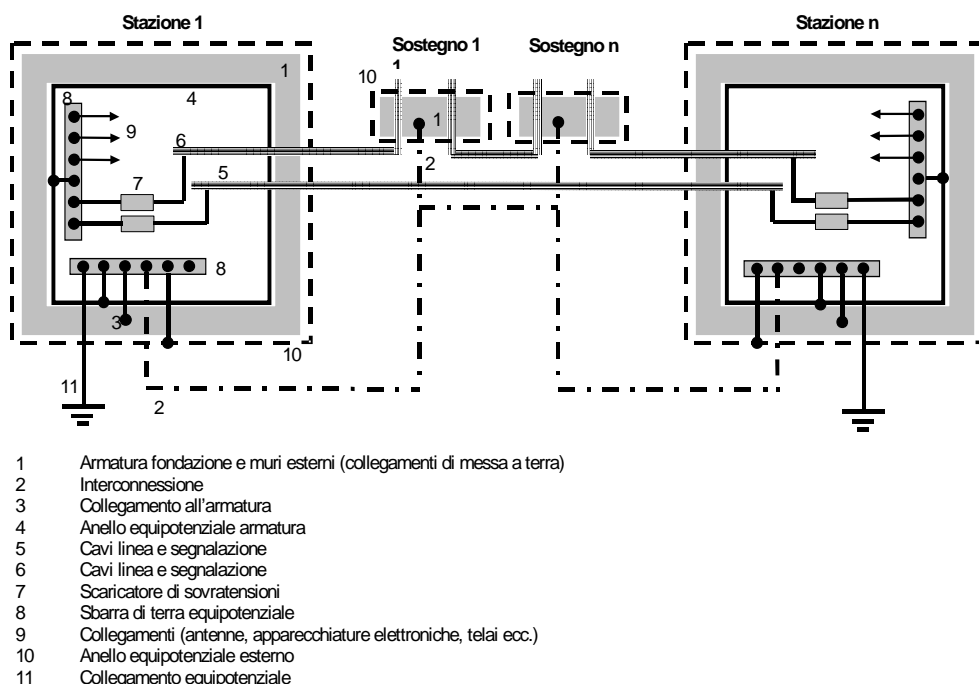 Stazione 1
Stazione n
Sostegno 1
Sostegno n
1
1
10
8
4
1
9
6
2
5
7
8
3
10
11
2
1 Armatura fondazione e muri esterni (collegamenti di messa a terra)
2 Interconnessione
3 Collegamento all'armatura
4 Anello equipotenziale armatura
5 Cavi linea e segnalazione
6 Cavi linea e segnalazione
7 Scaricatore di sovratensioni
8 Sbarra di terra equipotenziale
9 Collegamenti (antenne, apparecchiature elettroniche, telai ecc.)
10 Anello equipotenziale esterno
11 Collegamento equipotenziale